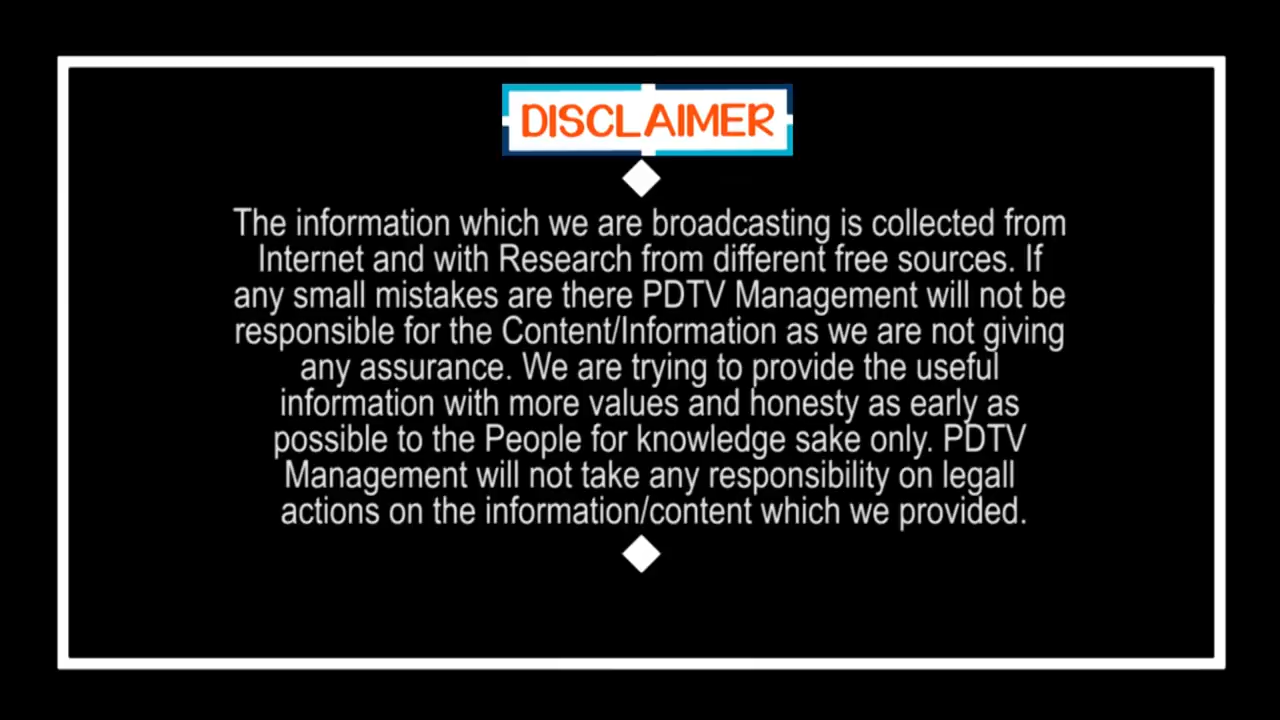 DISCLAIMER
The information which we are broadcasting is collected from
Internet and with Research from different free sources. If
any small mistakes are there PDTV Management will not be
responsible for the Content/Information as we are not giving
any assurance. We are trying to provide the useful
information with more values and honesty as early as
possible to the People for knowledge sake only. PDTV
Management will not take any responsibility on legall
actions on the information/content which we provided.